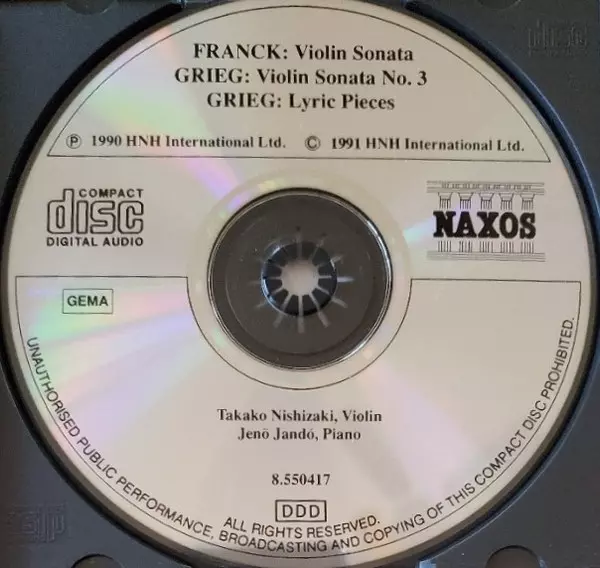 FRANCK: Violin Sonata
GRIEG: Violin Sonata No. 3
GRIEG: Lyric Pieces
Ⓟ 1990 HNH International Ltd. © 1991 HNH International Ltd.
COMPACT
disc
DIGITAL AUDIO
NAXOS
GEMA
Takako Nishizaki, Violin
Jenō Jandó, Piano
8.550417
DDD
ALL RIGHTS RESERVED.
UNAUTHORISED PUBLIC PERFORMANCE, BROADCASTING AND COPYING OF THIS COMPACT DISC PROHIBITED.